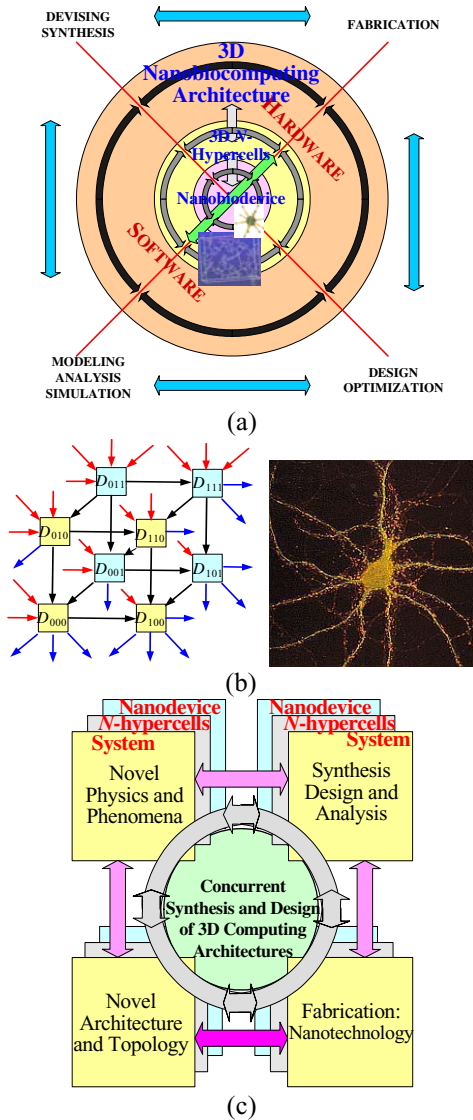 DEVISING
SYNTHESIS
FABRICATION
3D
Nanobiocomputing
Architecture
HARDWARE
3D N-
Hypercells
Nanobiodevice
SOFTWARE
MODELING
ANALYSIS
SIMULATION
DESIGN
OPTIMIZATION
(a)
D011
D111
D010
D110
D001
D101
D000
D100
(b)
Nanodevice
N-hypercells
System
Nanodevice
N-hypercells
System
Novel
Physics and
Phenomena
Synthesis
Design and
Analysis
Concurrent
Synthesis and Design
of 3D Computing
Architectures
Novel
Architecture
and Topology
Fabrication:
Nanotechnology
(c)